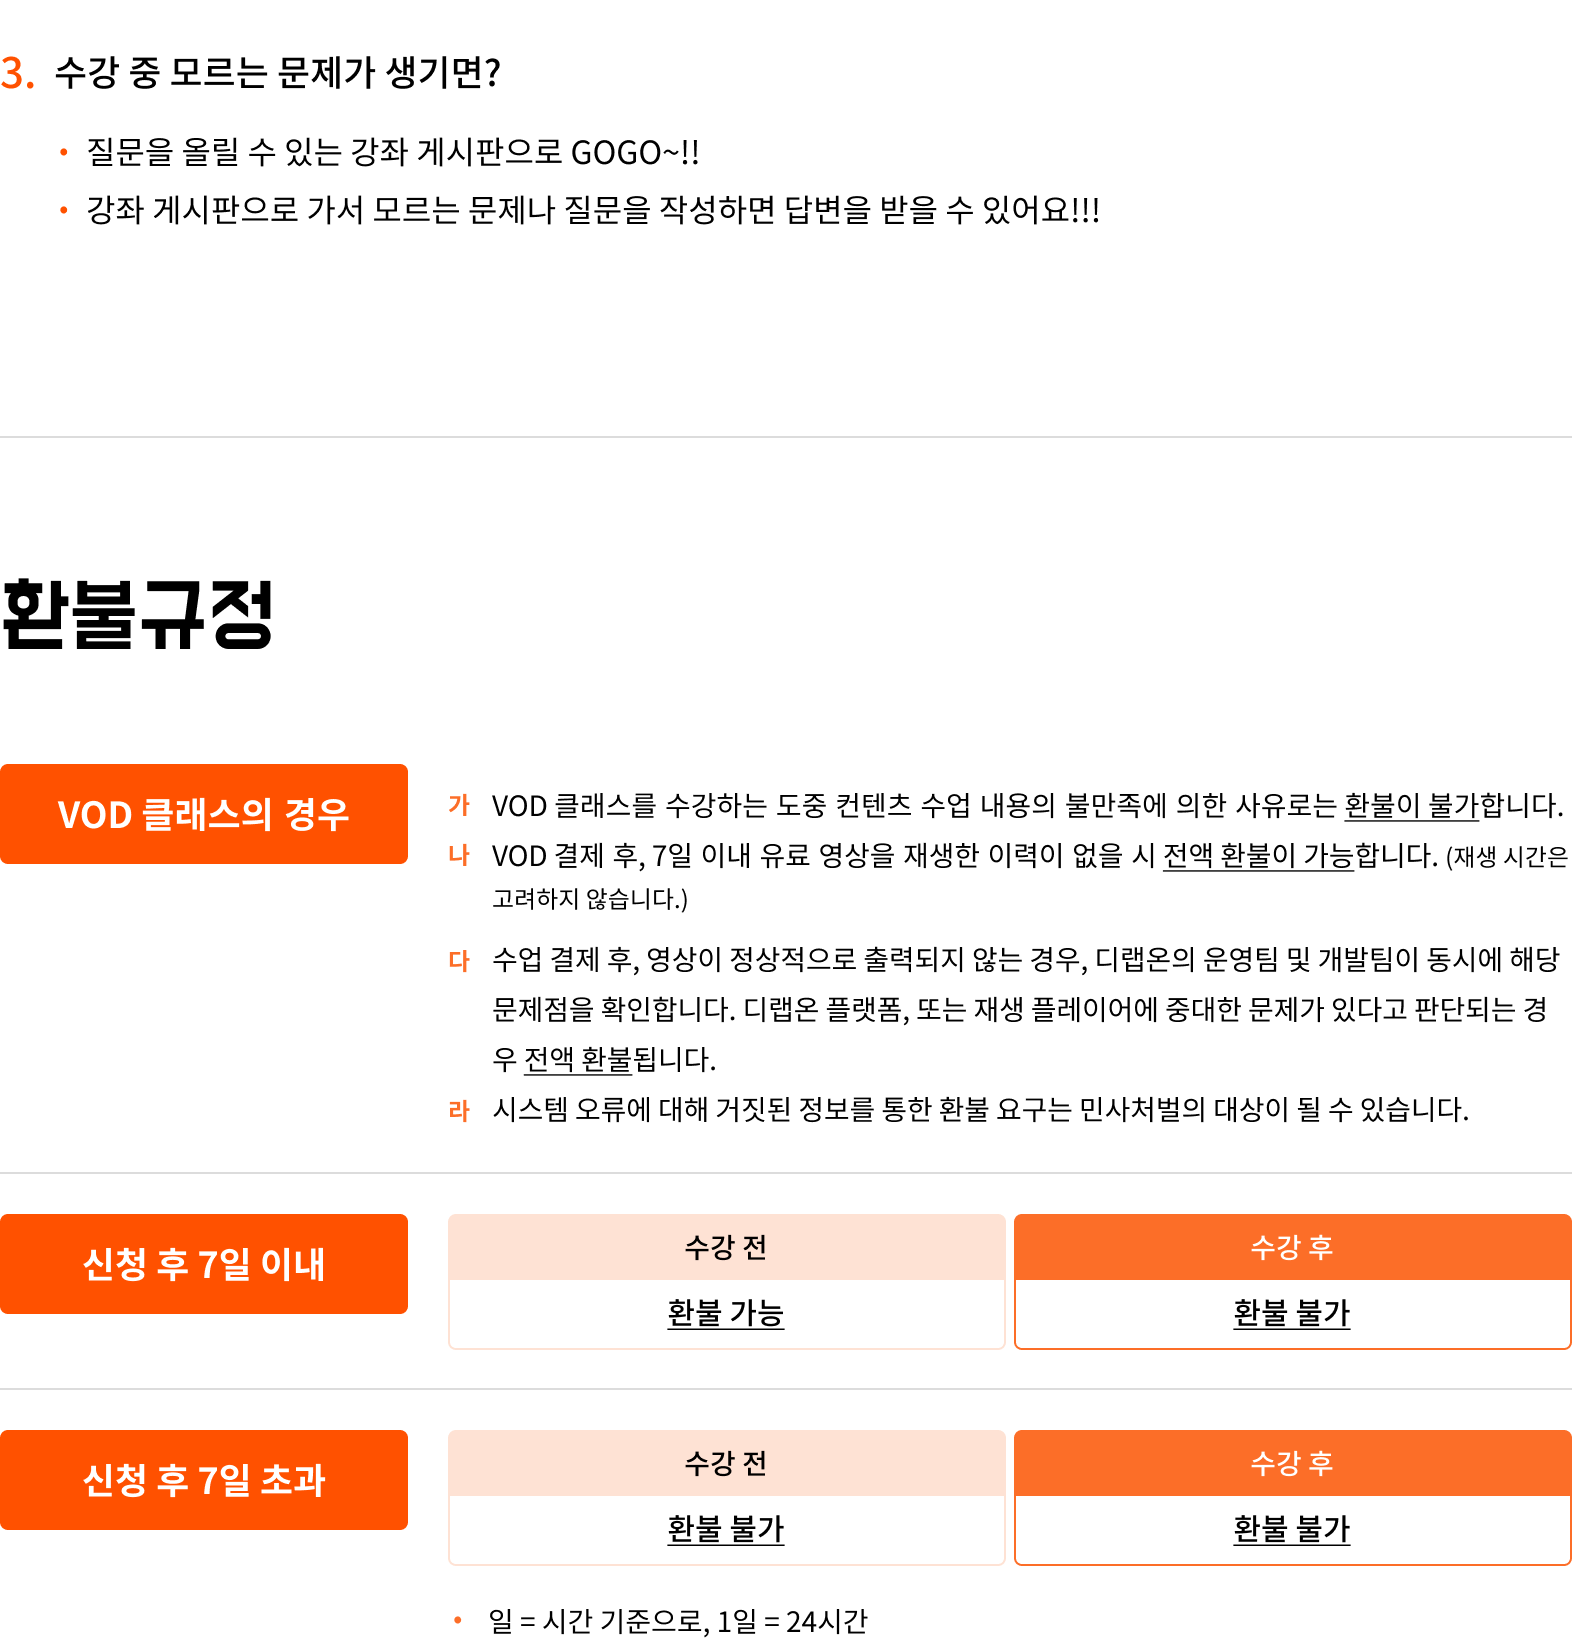 3. 수강 중 모르는 문제가 생기면?
• 질문을 올릴 수 있는 강좌 게시판으로 GOGO~!!
• 강좌 게시판으로 가서 모르는 문제나 질문을 작성하면 답변을 받을 수 있어요!!!
환불규정
VOD 클래스의 경우
가 VOD 클래스를 수강하는 도중 컨텐츠 수업 내용의 불만족에 의한 사유로는 환불이 불가합니다.
나 VOD 결제 후, 7일 이내 유료 영상을 재생한 이력이 없을 시 전액 환불이 가능합니다. (재생 시간은
고려하지 않습니다.)
다 수업 결제 후, 영상이 정상적으로 출력되지 않는 경우, 디랩온의 운영팀 및 개발팀이 동시에 해당
문제점을 확인합니다. 디랩온 플랫폼, 또는 재생 플레이어에 중대한 문제가 있다고 판단되는 경
우 전액 환불됩니다.
라 시스템 오류에 대해 거짓된 정보를 통한 환불 요구는 민사처벌의 대상이 될 수 있습니다.
신청 후 7일 이내
수강 전
수강 후
환불 가능
환불 불가
신청 후 7일 초과
수강 전
수강 후
환불 불가
환불 불가
• 일 = 시간 기준으로, 1일 = 24시간